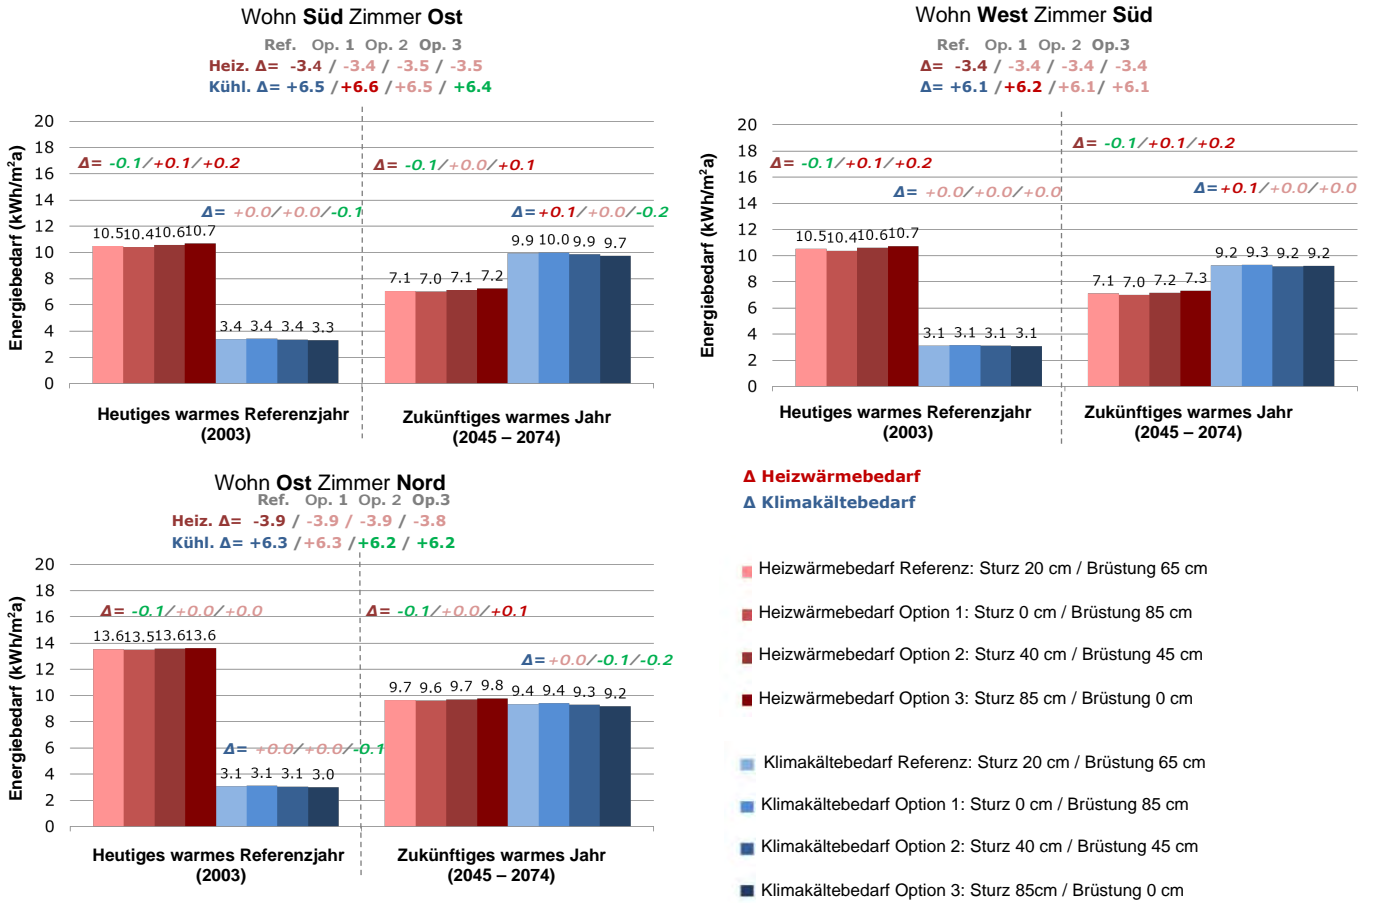 Wohn Süd Zimmer Ost
Ref. Op. 1 Op. 2 Op. 3
Heiz. Δ= -3.4 / -3.4 / -3.5 / -3.5
Kühl. Δ= +6.5 /+6.6 /+6.5 / +6.4
Energiebedarf (kWh/m²a)
20
18
16
14
12
10
8
6
4
2
0
Δ= -0.1/+0.1/+0.2
Δ= -0.1/+0.0/+0.1
Δ= +0.0/+0.0/-0.1
Δ=+0.1/+0.0/-0.2
10.5 10.4 10.6 10.7
3.4 3.4 3.4 3.3
7.1 7.0 7.1 7.2
9.9 10.0 9.9 9.7
Heutiges warmes Referenzjahr
(2003)
Zukünftiges warmes Jahr
(2045 – 2074)
Wohn West Zimmer Süd
Ref. Op. 1 Op. 2 Op.3
Δ= -3.4 / -3.4 / -3.4 / -3.4
Δ= +6.1 /+6.2 /+6.1/ +6.1
Energiebedarf (kWh/m²a)
20
18
16
14
12
10
8
6
4
2
0
Δ= -0.1/+0.1/+0.2
Δ= -0.1/+0.1/+0.2
Δ= +0.0/+0.0/+0.0
Δ=+0.1/+0.0/+0.0
10.5 10.4 10.6 10.7
3.1 3.1 3.1 3.1
7.1 7.0 7.2 7.3
9.2 9.3 9.2 9.2
Heutiges warmes Referenzjahr
(2003)
Zukünftiges warmes Jahr
(2045 – 2074)
Wohn Ost Zimmer Nord
Ref. Op. 1 Op. 2 Op.3
Heiz. Δ= -3.9 / -3.9 / -3.9 / -3.8
Kühl. Δ= +6.3 /+6.3 /+6.2 / +6.2
Energiebedarf (kWh/m²a)
20
18
16
14
12
10
8
6
4
2
0
Δ= -0.1/+0.0/+0.0
Δ= -0.1/+0.0/+0.1
Δ= +0.0/+0.0/-0.1
Δ=+0.0/-0.1/-0.2
13.6 13.5 13.6 13.6
3.1 3.1 3.1 3.0
9.7 9.6 9.7 9.8
9.4 9.4 9.3 9.2
Heutiges warmes Referenzjahr
(2003)
Zukünftiges warmes Jahr
(2045 – 2074)
Δ Heizwärmebedarf
Δ Klimakältebedarf
Heizwärmebedarf Referenz: Sturz 20 cm / Brüstung 65 cm
Heizwärmebedarf Option 1: Sturz 0 cm / Brüstung 85 cm
Heizwärmebedarf Option 2: Sturz 40 cm / Brüstung 45 cm
Heizwärmebedarf Option 3: Sturz 85 cm / Brüstung 0 cm
Klimakältebedarf Referenz: Sturz 20 cm / Brüstung 65 cm
Klimakältebedarf Option 1: Sturz 0 cm / Brüstung 85 cm
Klimakältebedarf Option 2: Sturz 40 cm / Brüstung 45 cm
Klimakältebedarf Option 3: Sturz 85cm / Brüstung 0 cm